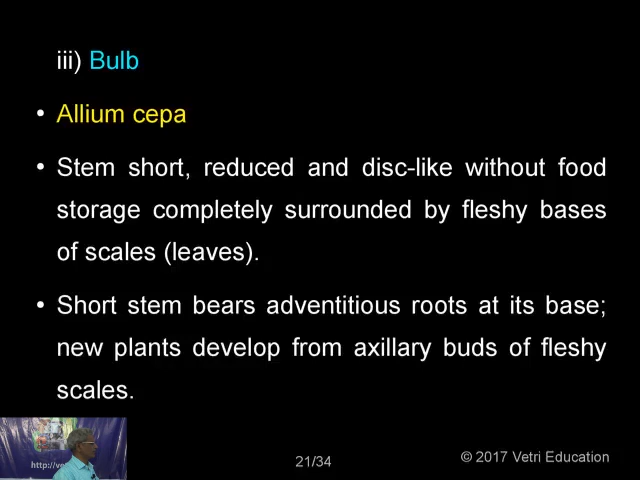 iii) Bulb
• Allium cepa
• Stem short, reduced and disc-like without food
storage completely surrounded by fleshy bases
of scales (leaves).
• Short stem bears adventitious roots at its base;
new plants develop from axillary buds of fleshy
scales.
http://ve
21/34
© 2017 Vetri Education